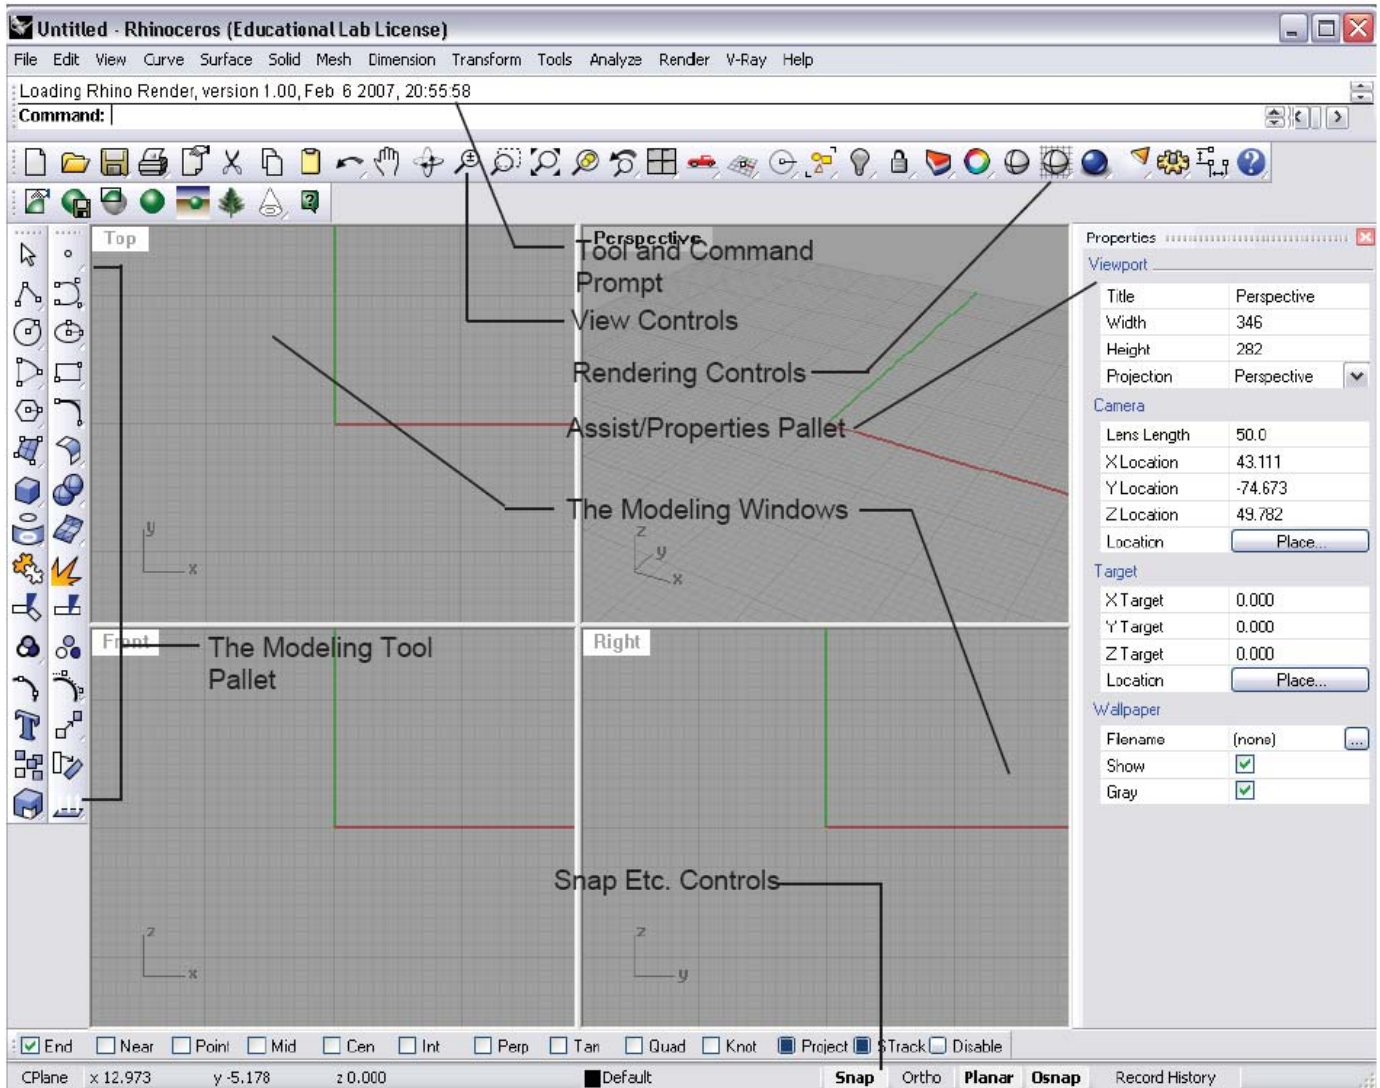 Untitled - Rhinoceros (Educational Lab License)
File Edit View Curve Surface Solid Mesh Dimension Transform Tools Analyze Render V-Ray Help
Loading Rhino Render, version 1.00, Feb 6 2007, 20:55:58
Command:
Top
Perspective
Tool and Command
Prompt
View Controls
Rendering Controls
Assist/Properties Pallet
The Modeling Windows
y
x
z
y
x
Front
The Modeling Tool
Pallet
Right
Snap Etc. Controls
z
x
z
y
Properties
Viewport
Title Perspective
Width 346
Height 282
Projection Perspective
Camera
Lens Length 50.0
X Location 43.111
Y Location -74.673
Z Location 49.782
Location Place...
Target
X Target 0.000
Y Target 0.000
Z Target 0.000
Location Place...
Wallpaper
Filename (none) ...
Show
Gray
End Near Point Mid Cen Int Perp Tan Quad Knot Project STrack Disable
CPlane x 12.973 y -5.178 z 0.000 Default Snap Ortho Planar Osnap Record History